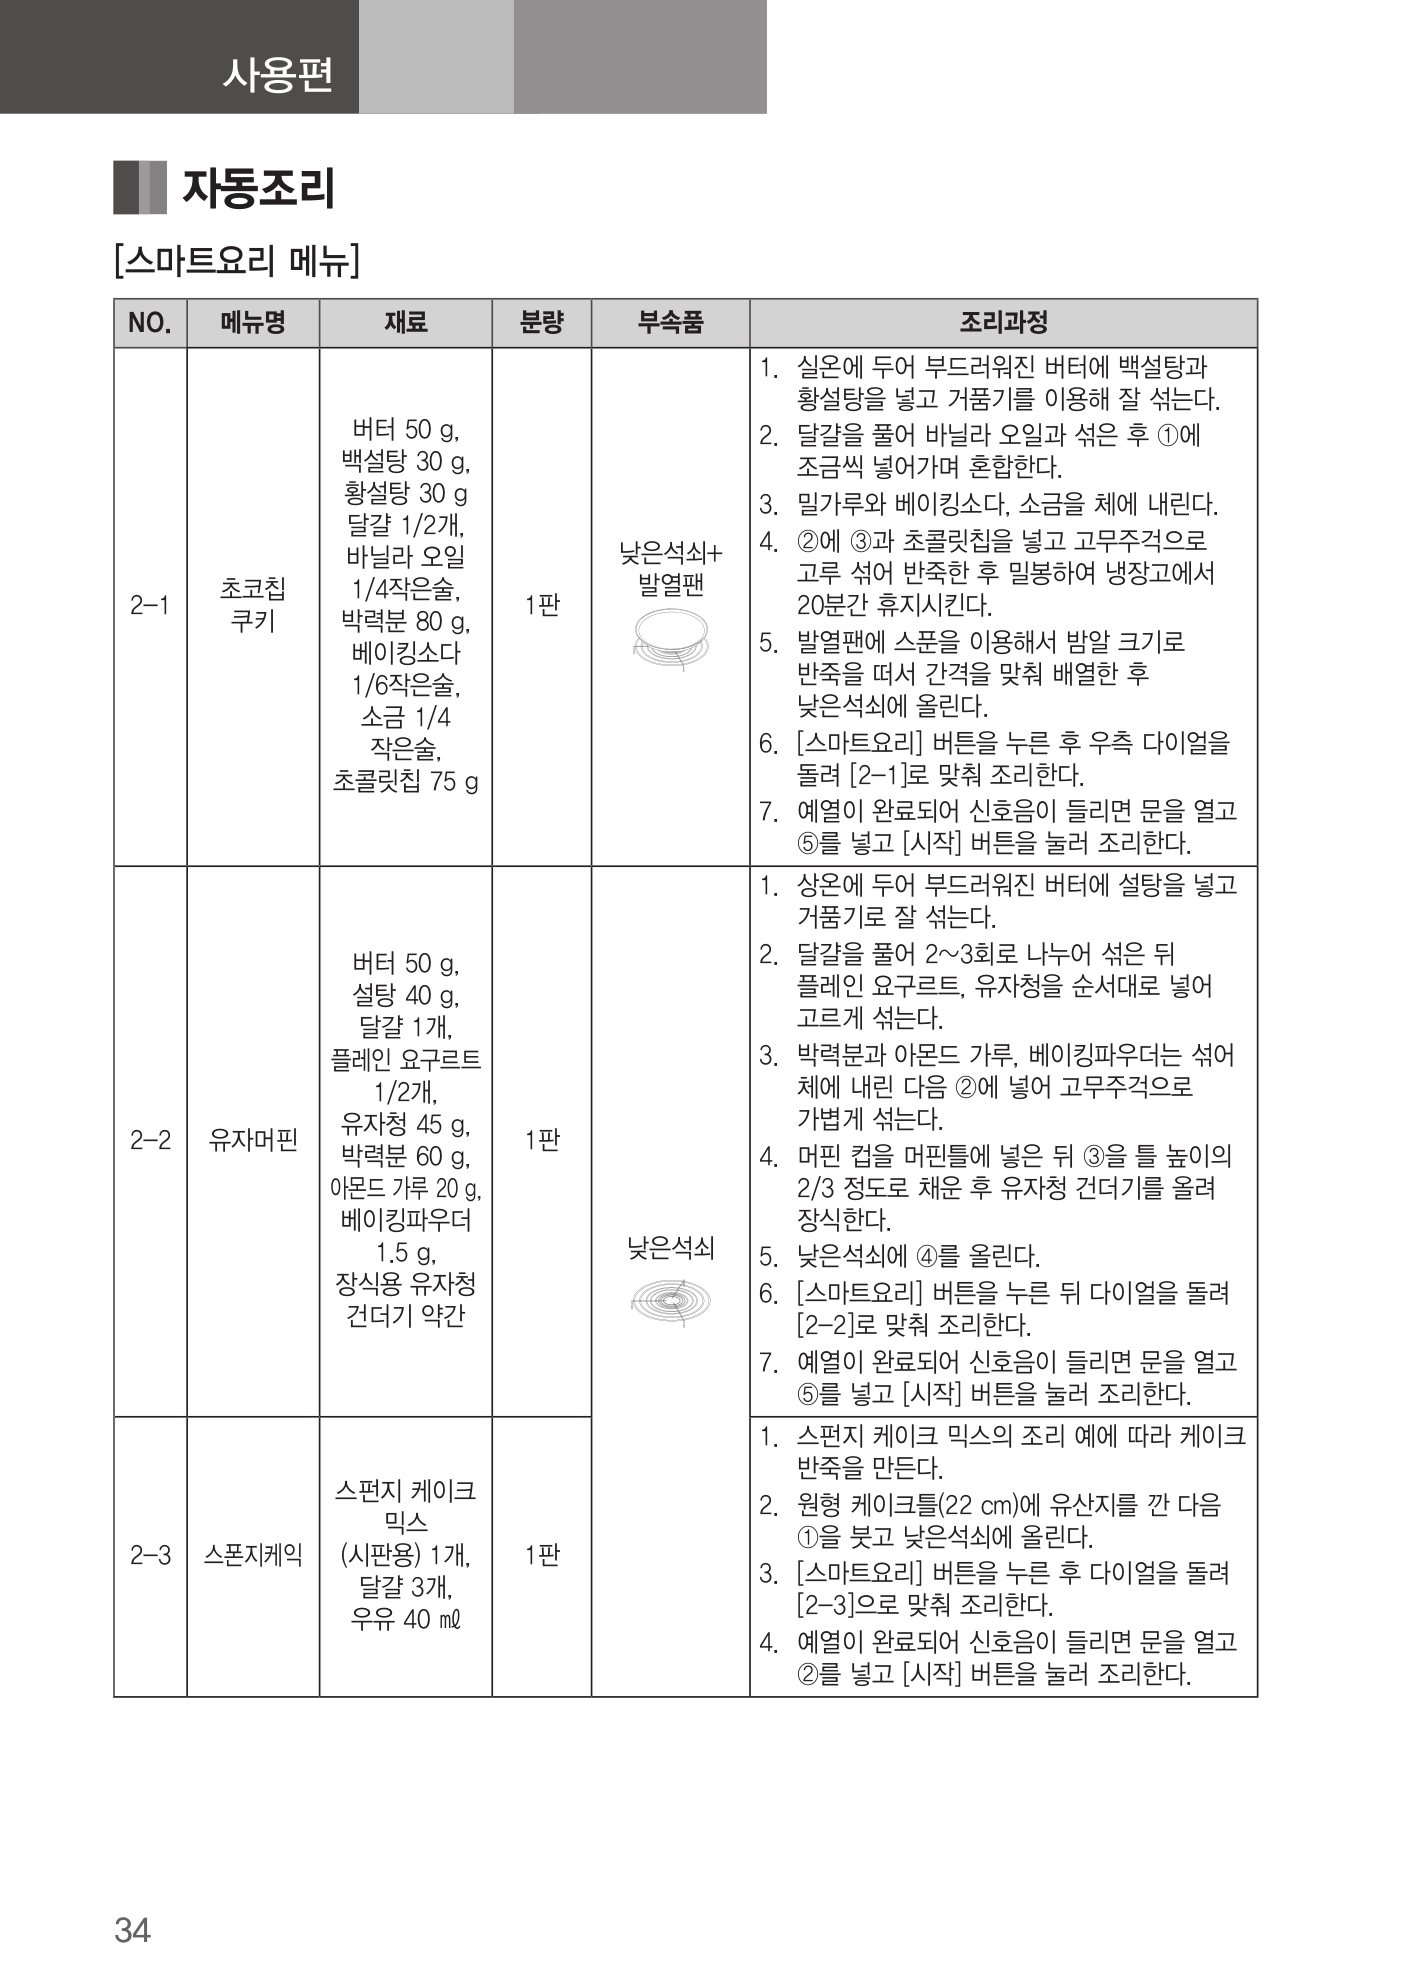 사용편
자동조리
[스마트요리 메뉴]
NO. 메뉴명 재료 분량 부속품 조리과정
2-1
초코칩
쿠키
버터 50 g,
백설탕 30 g,
황설탕 30 g
달걀 1/2개,
바닐라 오일
1/4작은술,
박력분 80 g,
베이킹소다
1/6작은술,
소금 1/4
작은술,
초콜릿칩 75 g
1판
낮은석쇠+
발열팬
1. 실온에 두어 부드러워진 버터에 백설탕과
황설탕을 넣고 거품기를 이용해 잘 섞는다.
2. 달걀을 풀어 바닐라 오일과 섞은 후 ①에
조금씩 넣어가며 혼합한다.
3. 밀가루와 베이킹소다, 소금을 체에 내린다.
4. ②에 ③과 초콜릿칩을 넣고 고무주걱으로
고루 섞어 반죽한 후 밀봉하여 냉장고에서
20분간 휴지시킨다.
5. 발열팬에 스푼을 이용해서 밤알 크기로
반죽을 떠서 간격을 맞춰 배열한 후
낮은석쇠에 올린다.
6. [스마트요리] 버튼을 누른 후 우측 다이얼을
돌려 [2-1]로 맞춰 조리한다.
7. 예열이 완료되어 신호음이 들리면 문을 열고
⑤를 넣고 [시작] 버튼을 눌러 조리한다.
2-2
유자머핀
버터 50 g,
설탕 40 g,
달걀 1개,
플레인 요구르트
1/2개,
유자청 45 g,
박력분 60 g,
아몬드 가루 20 g,
베이킹파우더
1.5 g,
장식용 유자청
건더기 약간
1판
낮은석쇠
1. 상온에 두어 부드러워진 버터에 설탕을 넣고
거품기로 잘 섞는다.
2. 달걀을 풀어 2~3회로 나누어 섞은 뒤
플레인 요구르트, 유자청을 순서대로 넣어
고르게 섞는다.
3. 박력분과 아몬드 가루, 베이킹파우더는 섞어
체에 내린 다음 ②에 넣어 고무주걱으로
가볍게 섞는다.
4. 머핀 컵을 머핀틀에 넣은 뒤 ③을 틀 높이의
2/3 정도로 채운 후 유자청 건더기를 올려
장식한다.
5. 낮은석쇠에 ④를 올린다.
6. [스마트요리] 버튼을 누른 뒤 다이얼을 돌려
[2-2]로 맞춰 조리한다.
7. 예열이 완료되어 신호음이 들리면 문을 열고
⑤를 넣고 [시작] 버튼을 눌러 조리한다.
2-3
스폰지케익
스펀지 케이크
믹스
(시판용) 1개,
달걀 3개,
우유 40 ㎖
1판
1. 스펀지 케이크 믹스의 조리 예에 따라 케이크
반죽을 만든다.
2. 원형 케이크틀(22 cm)에 유산지를 깐 다음
①을 붓고 낮은석쇠에 올린다.
3. [스마트요리] 버튼을 누른 후 다이얼을 돌려
[2-3]으로 맞춰 조리한다.
4. 예열이 완료되어 신호음이 들리면 문을 열고
②를 넣고 [시작] 버튼을 눌러 조리한다.
34